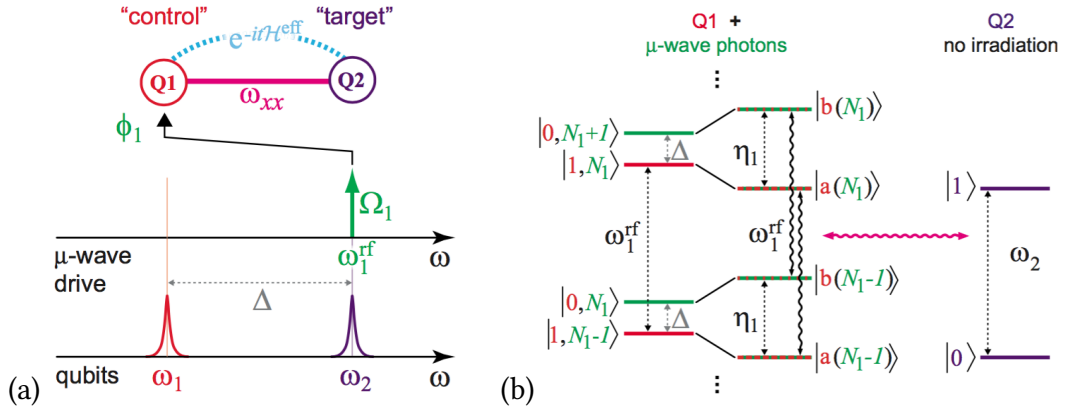 “control” “target”
e^{-itℋ^{eff}}
Q1 Q2
ω_{xx}
ϕ_1
Ω_1
μ-wave drive
ω_1^{rf}
ω
Δ
qubits
ω_1
ω_2
ω
(a)
Q1 +
μ-wave photons
Q2
no irradiation
⋮
|b(N_1)⟩⟩
|0,N_1+1⟩
Δ
|1,N_1⟩
η_1
|a(N_1)⟩⟩
|1⟩
ω_1^{rf}
ω_1^{rf}
ω_2
|b(N_1-1)⟩⟩
|0,N_1⟩
Δ
|1,N_1-1⟩
η_1
|a(N_1-1)⟩⟩
|0⟩
⋮
(b)